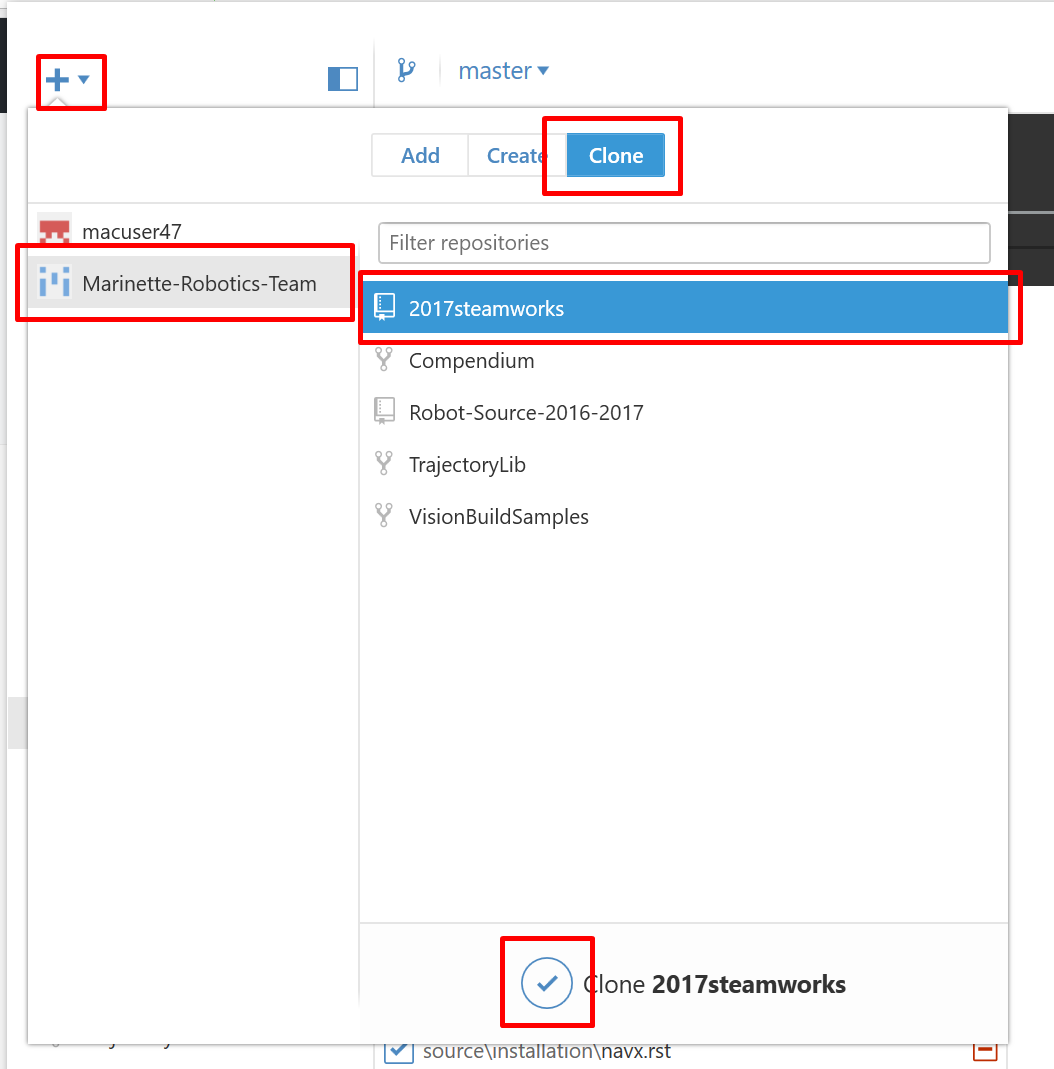 master
Add Create Clone
macuser47
Marinette-Robotics-Team
Filter repositories
2017steamworks
Compendium
Robot-Source-2016-2017
TrajectoryLib
VisionBuildSamples
Clone 2017steamworks
source\installation\navx.rst